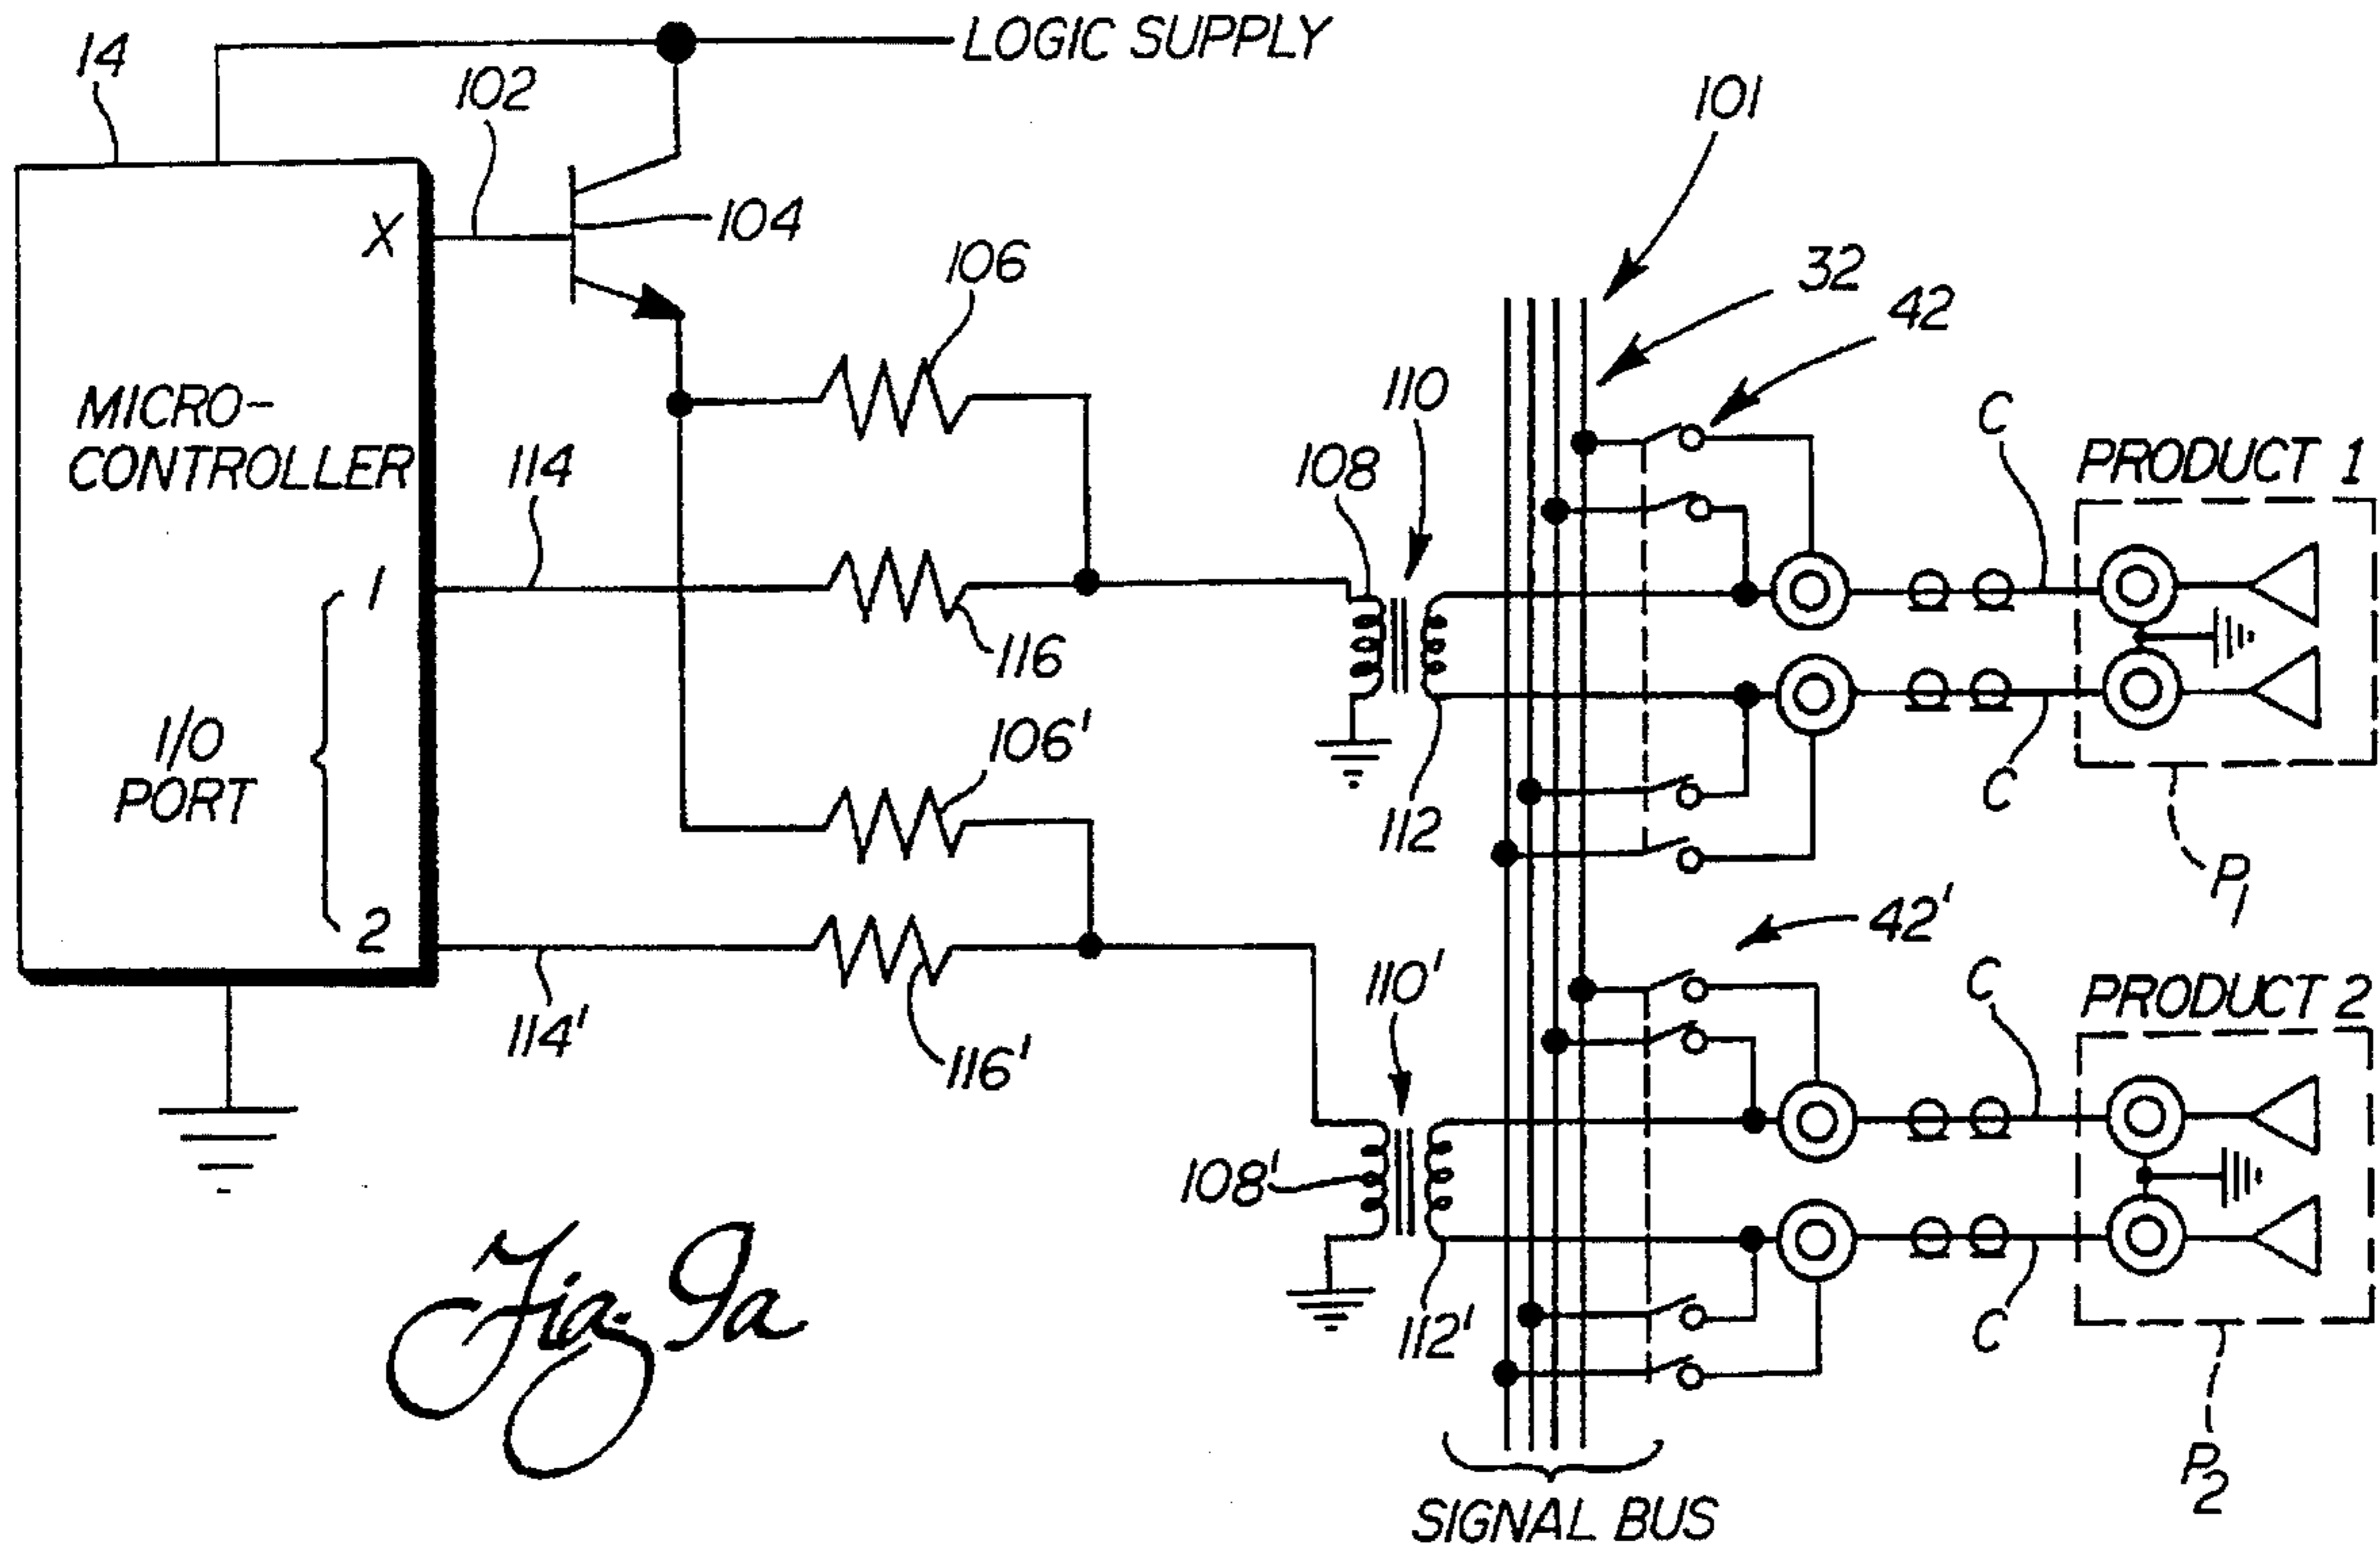 LOGIC SUPPLY
14
102
101
X
104
32
106
42
MICRO-
CONTROLLER
110
C
PRODUCT 1
114
108
1
116
I/O
PORT
106'
112
C
P1
2
42'
114'
116'
110'
C
PRODUCT 2
108'
112'
C
Fig. 9a
P2
SIGNAL BUS